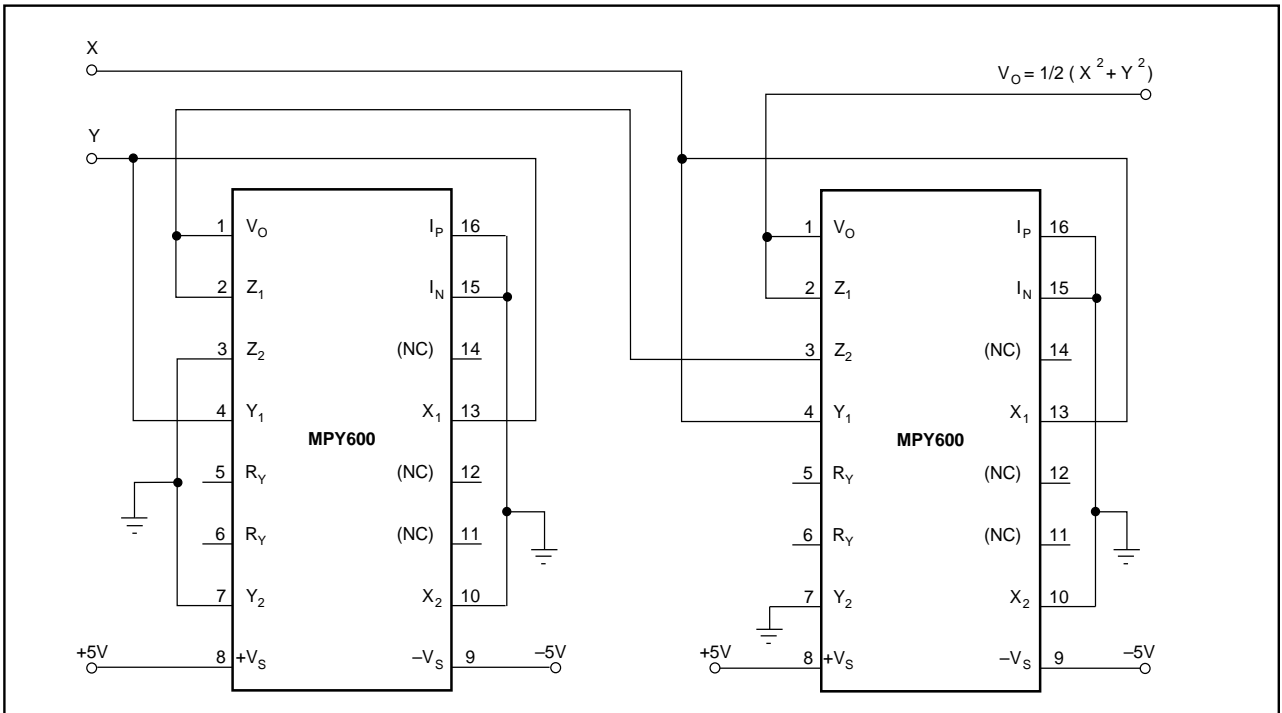 X
V_O = 1/2 ( X² + Y² )
Y
1 V_O I_P 16
2 Z_1 I_N 15
3 Z_2 (NC) 14
4 Y_1 X_1 13
MPY600
5 R_Y (NC) 12
6 R_Y (NC) 11
7 Y_2 X_2 10
+5V 8 +V_S –V_S 9 –5V
1 V_O I_P 16
2 Z_1 I_N 15
3 Z_2 (NC) 14
4 Y_1 X_1 13
MPY600
5 R_Y (NC) 12
6 R_Y (NC) 11
7 Y_2 X_2 10
+5V 8 +V_S –V_S 9 –5V